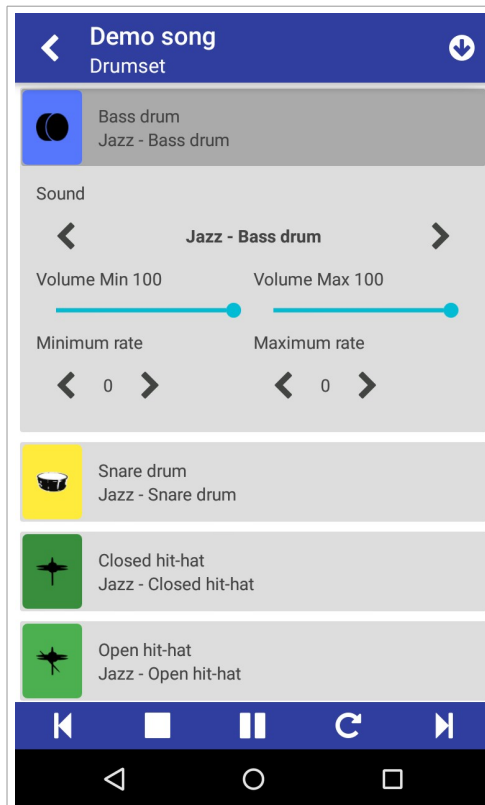 Demo song
Drumset
Bass drum
Jazz - Bass drum
Sound
Jazz - Bass drum
Volume Min 100
Volume Max 100
Minimum rate
Maximum rate
0
0
Snare drum
Jazz - Snare drum
Closed hit-hat
Jazz - Closed hit-hat
Open hit-hat
Jazz - Open hit-hat